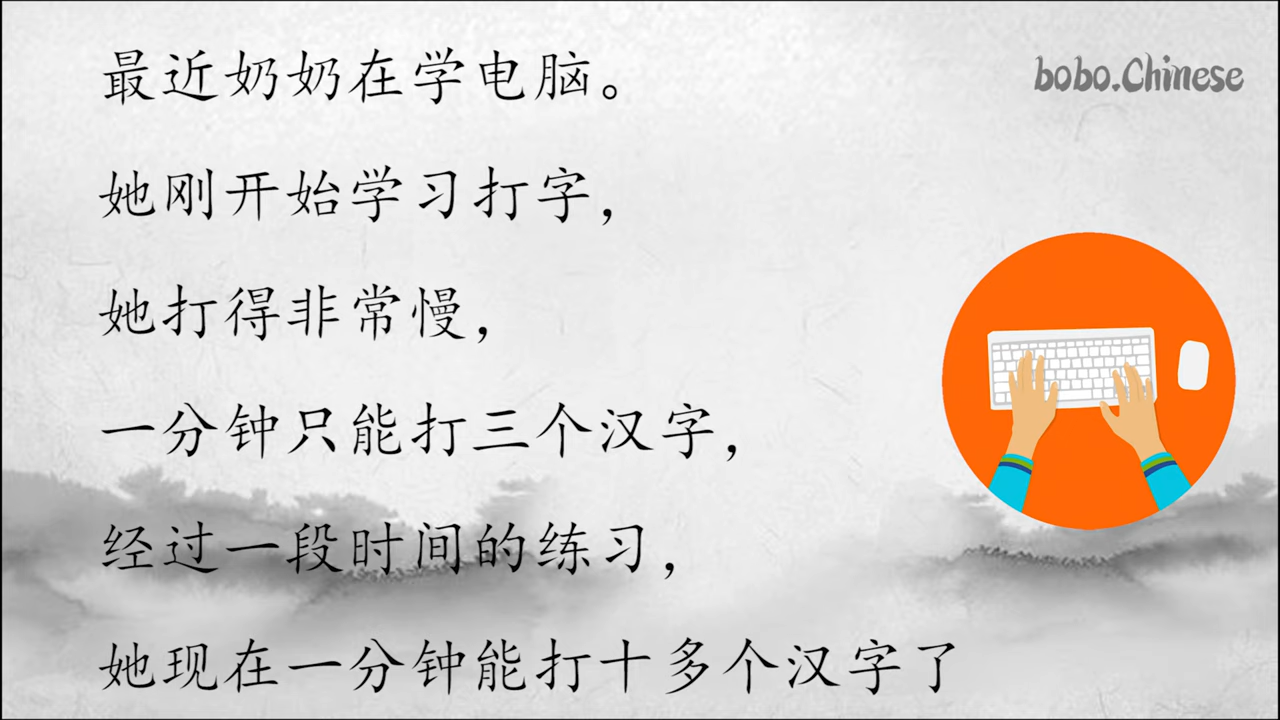 最近奶奶在学电脑。
bobo.Chinese
她刚开始学习打字，
她打得非常慢，
一分钟只能打三个汉字，
经过一段时间的练习，
她现在一分钟能打十多个汉字了